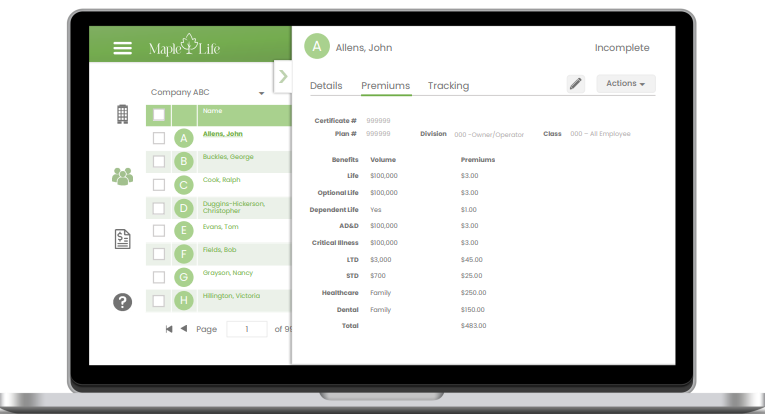 Maple Life
Company ABC
Name
A Allens, John
B Buckles, George
C Cook, Ralph
D Duggins-Hickerson,
Christopher
E Evans, Tom
F Fields, Bob
G Grayson, Nancy
H Hillington, Victoria
Page 1 of 9
A Allens, John Incomplete
Details Premiums Tracking Actions
Certificate # 999999
Plan # 999999 Division 000 -Owner/Operator Class 000 - All Employee
Benefits Volume Premiums
Life $100,000 $3.00
Optional Life $100,000 $3.00
Dependent Life Yes $1.00
AD&D $100,000 $3.00
Critical Illness $100,000 $3.00
LTD $3,000 $45.00
STD $700 $25.00
Healthcare Family $250.00
Dental Family $150.00
Total $483.00